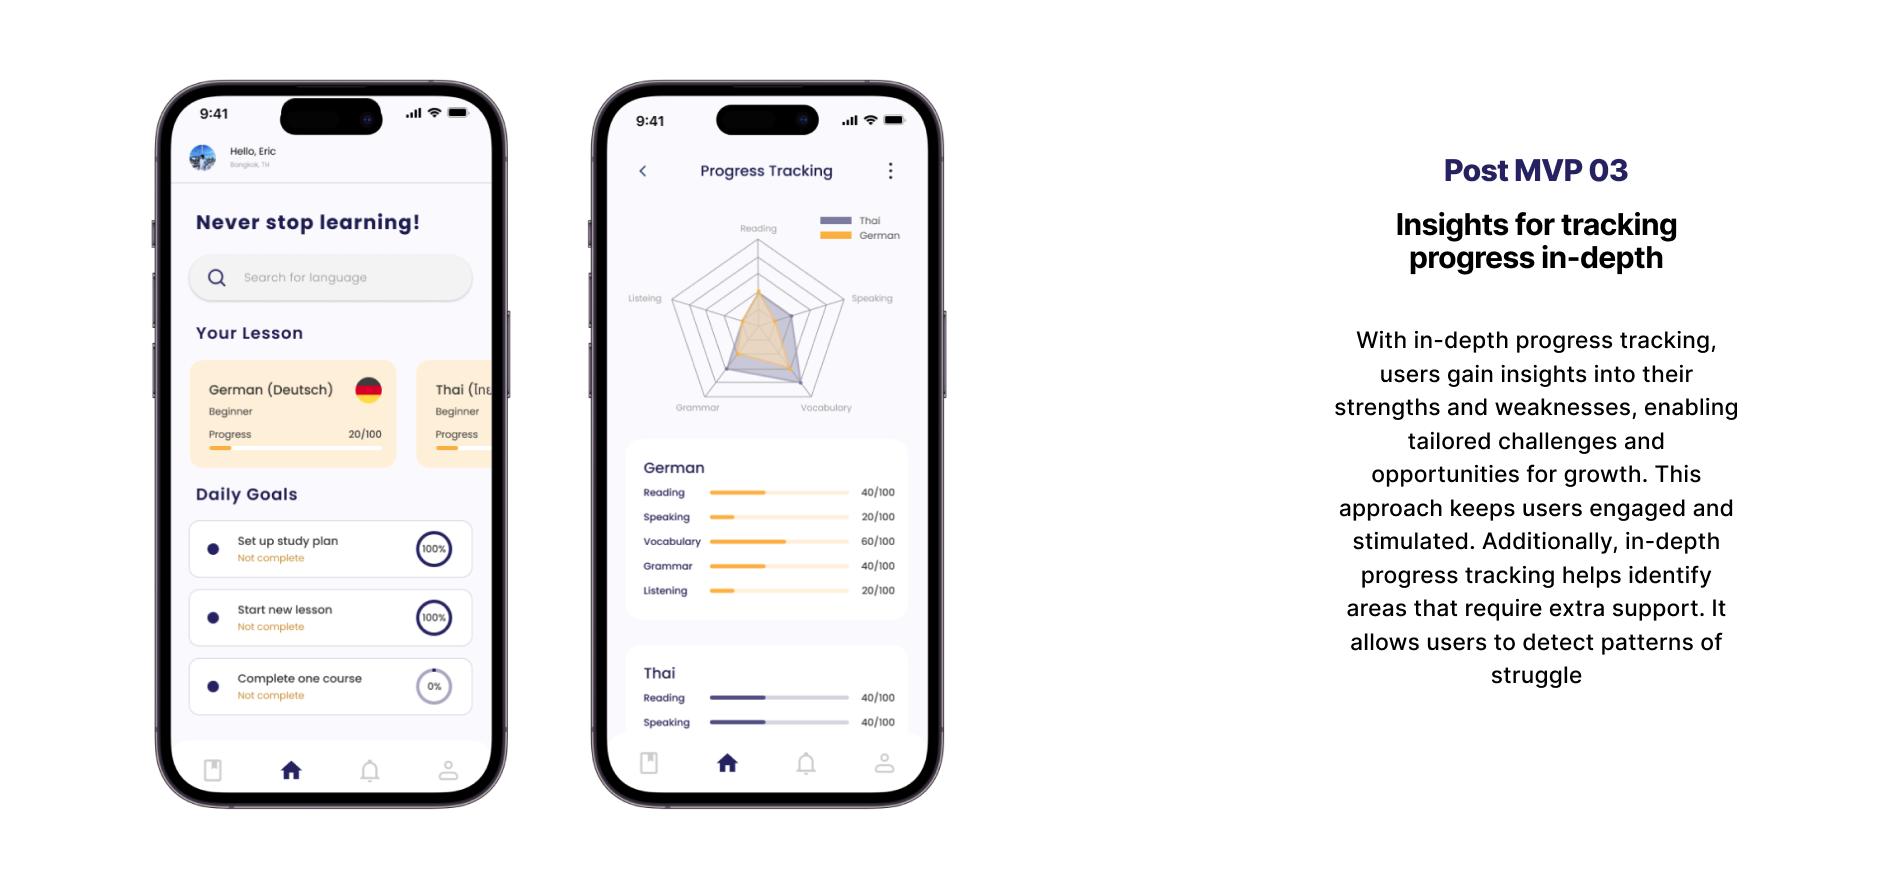 9:41
Hello, Eric
Bangkok, TH
Never stop learning!
Search for language
Your Lesson
German (Deutsch)
Beginner
Progress
20/100
Thai (ไทย
Beginner
Progress
Daily Goals
Set up study plan
Not complete
100%
Start new lesson
Not complete
100%
Complete one course
Not complete
0%
9:41
Progress Tracking
Thai
German
Reading
Listeing
Speaking
Grammar
Vocabulary
German
Reading 40/100
Speaking 20/100
Vocabulary 60/100
Grammar 40/100
Listening 20/100
Thai
Reading 40/100
Speaking 40/100
Post MVP 03
Insights for tracking
progress in-depth
With in-depth progress tracking,
users gain insights into their
strengths and weaknesses, enabling
tailored challenges and
opportunities for growth. This
approach keeps users engaged and
stimulated. Additionally, in-depth
progress tracking helps identify
areas that require extra support. It
allows users to detect patterns of
struggle